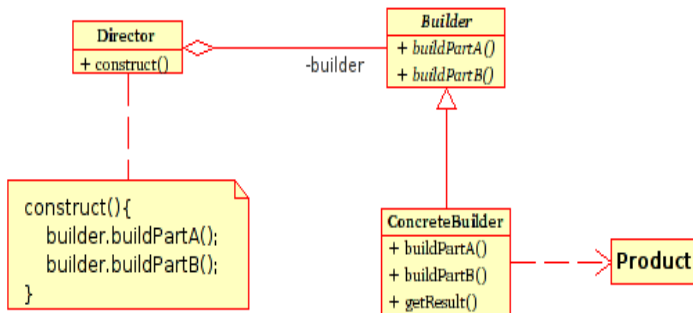 Director
+ construct()
-builder
Builder
+ buildPartA()
+ buildPartB()
construct(){
builder.buildPartA();
builder.buildPartB();
}
ConcreteBuilder
+ buildPartA()
+ buildPartB()
+ getResult()
Product